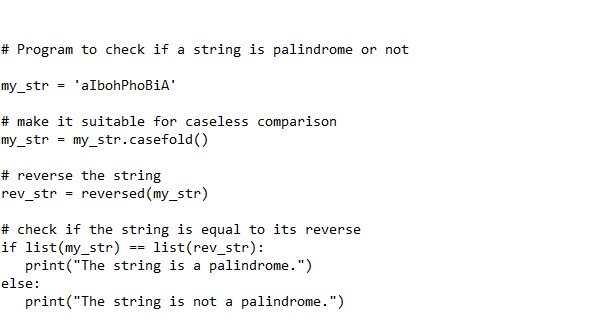 # Program to check if a string is palindrome or not
my_str = 'aIbohPhoBiA'
# make it suitable for caseless comparison
my_str = my_str.casefold()
# reverse the string
rev_str = reversed(my_str)
# check if the string is equal to its reverse
if list(my_str) == list(rev_str):
   print("The string is a palindrome.")
else:
   print("The string is not a palindrome.")